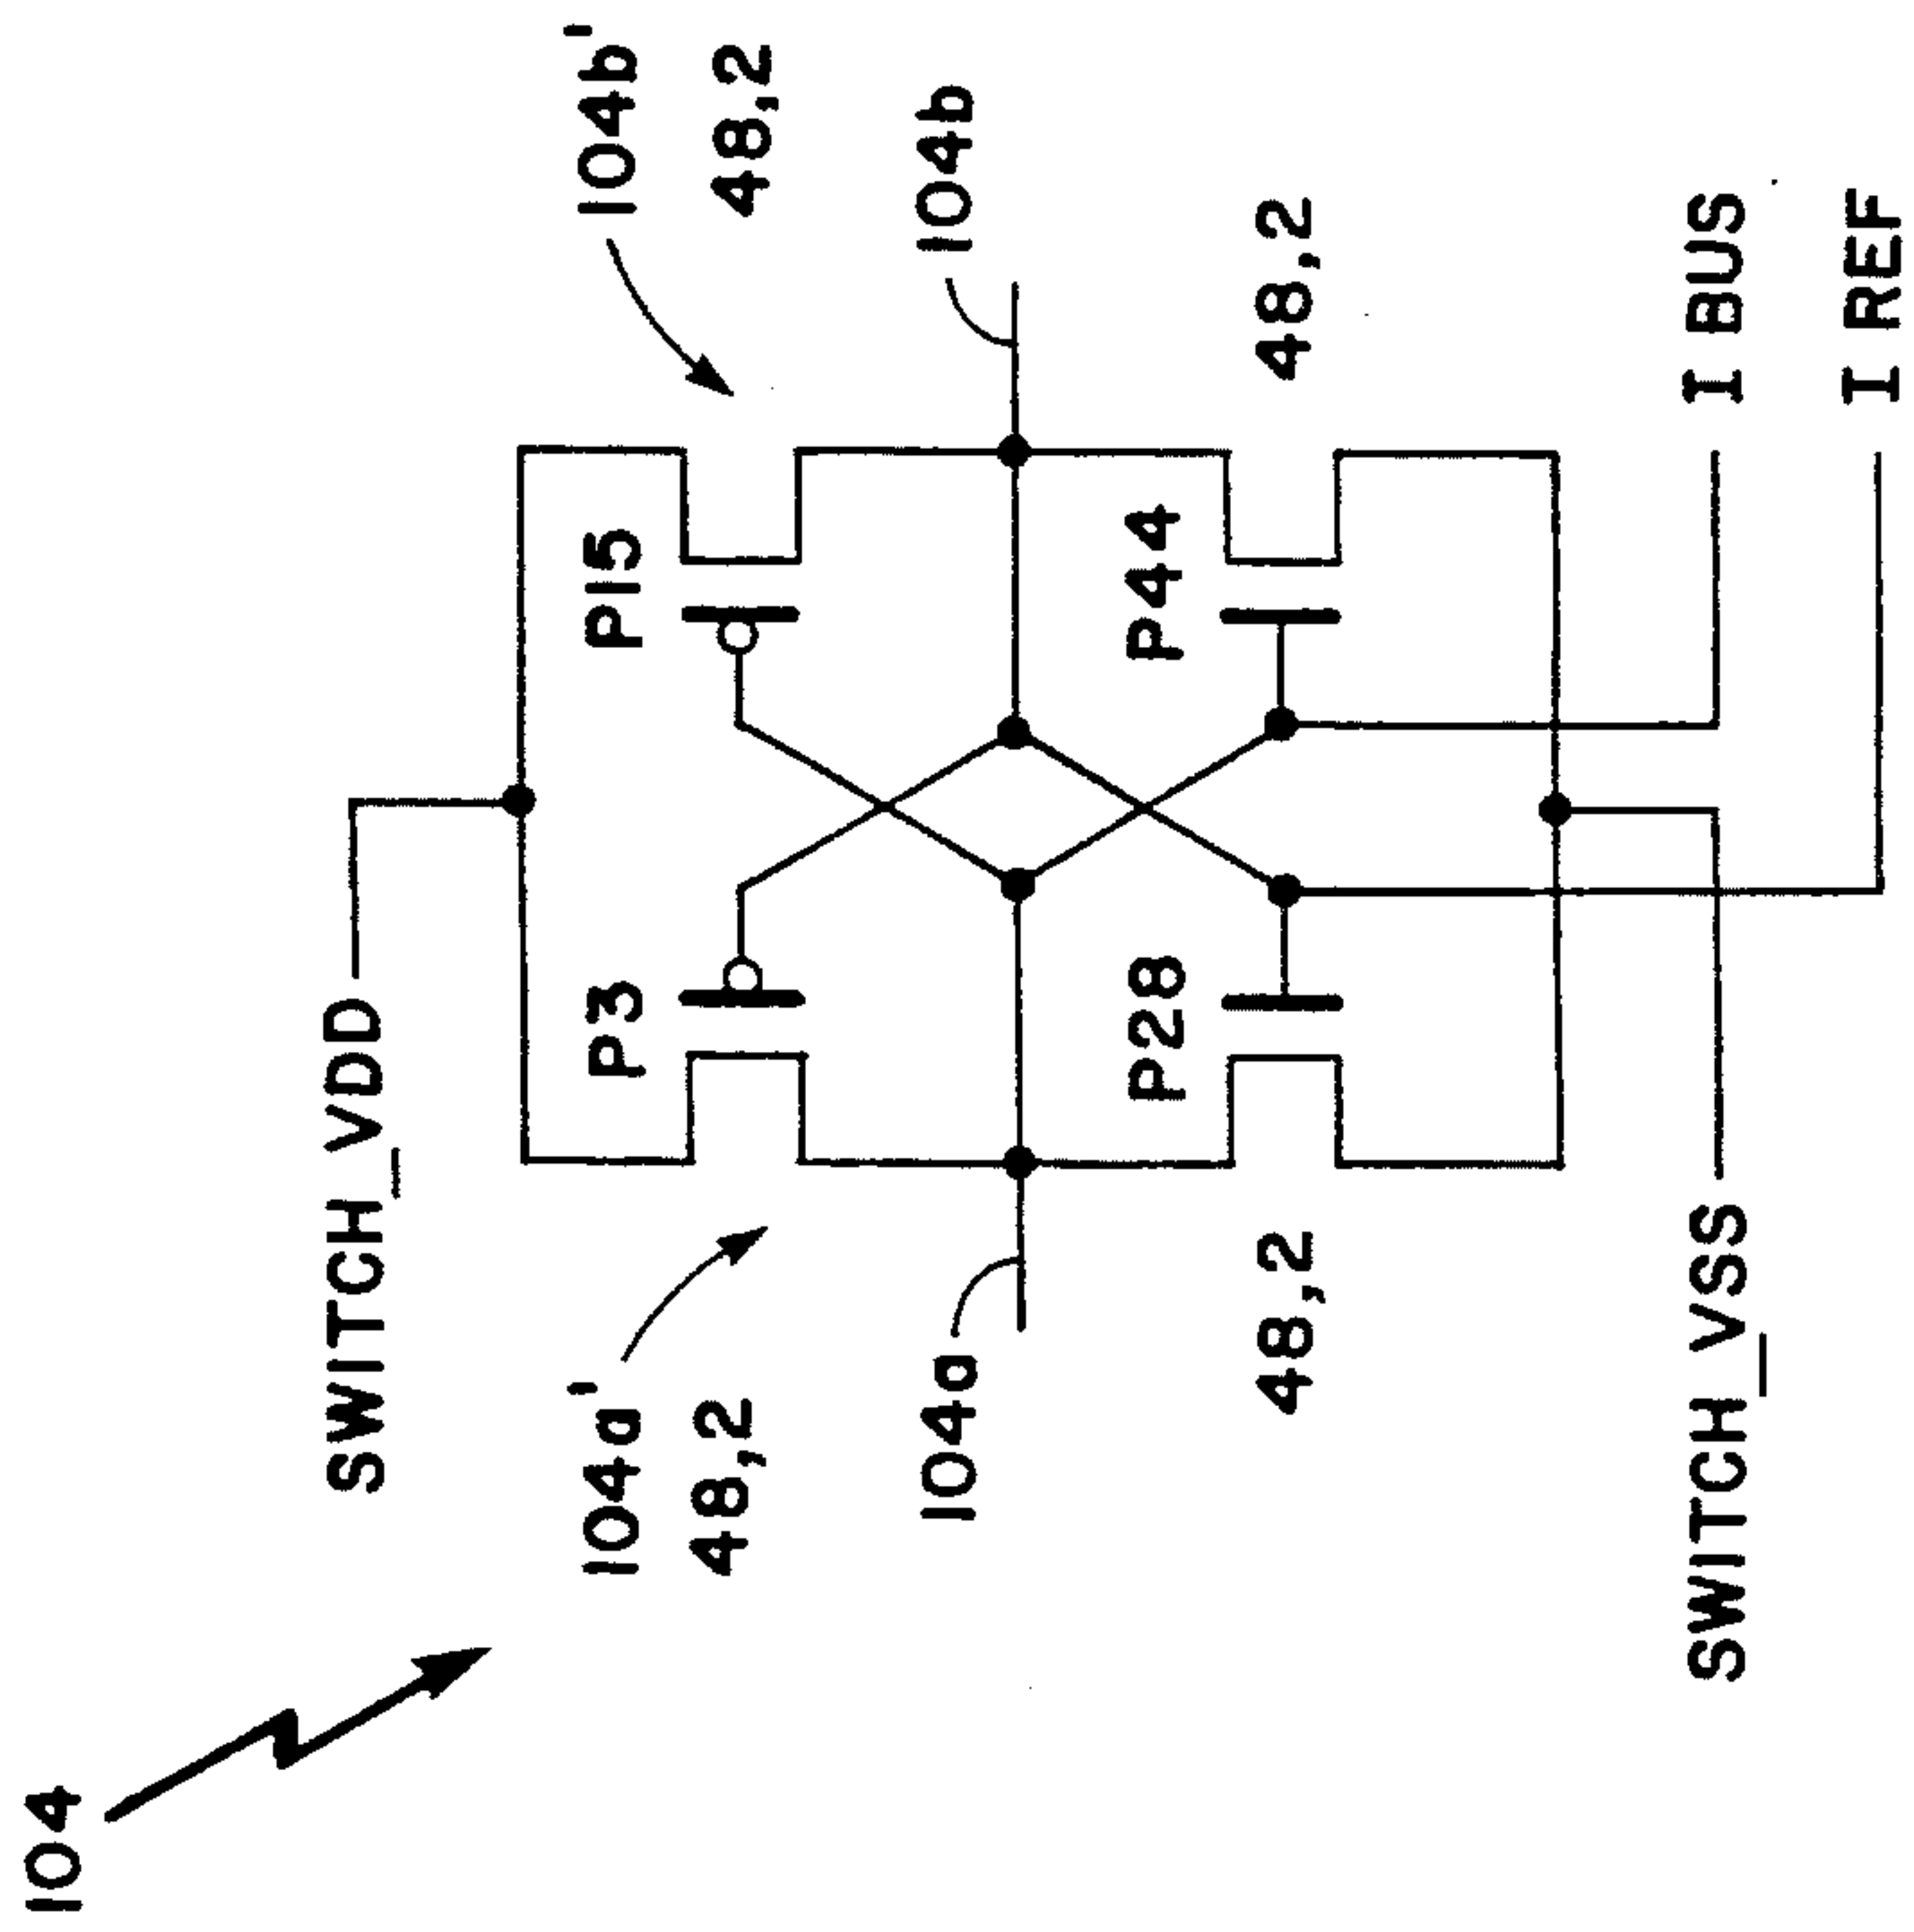 104
SWITCH_VDD
104a'
P3
P15
104b'
48,2
48,2
104a
104b
P28
P44
48,2
48,2
SWITCH_VSS
I BUS
I REF